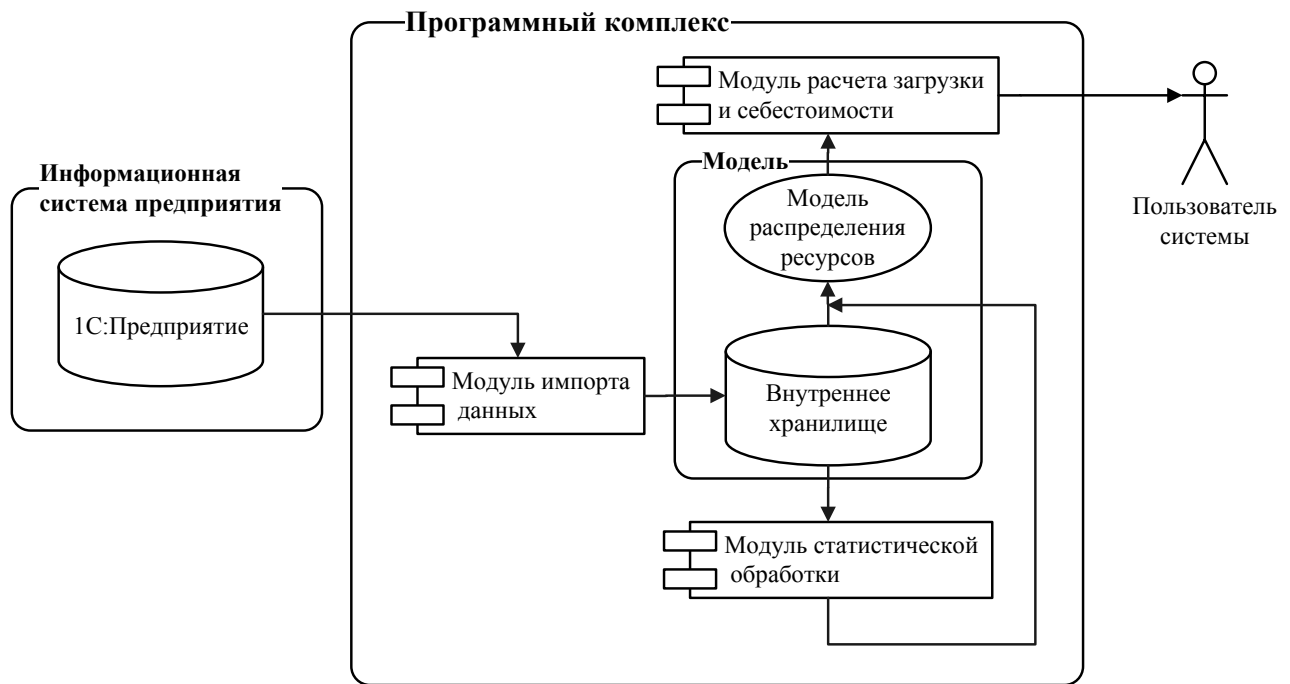 Программный комплекс
Модуль расчета загрузки
и себестоимости
Модель
Информационная
система предприятия
Модель
распределения
ресурсов
Пользователь
системы
1С:Предприятие
Модуль импорта
данных
Внутреннее
хранилище
Модуль статистической
обработки